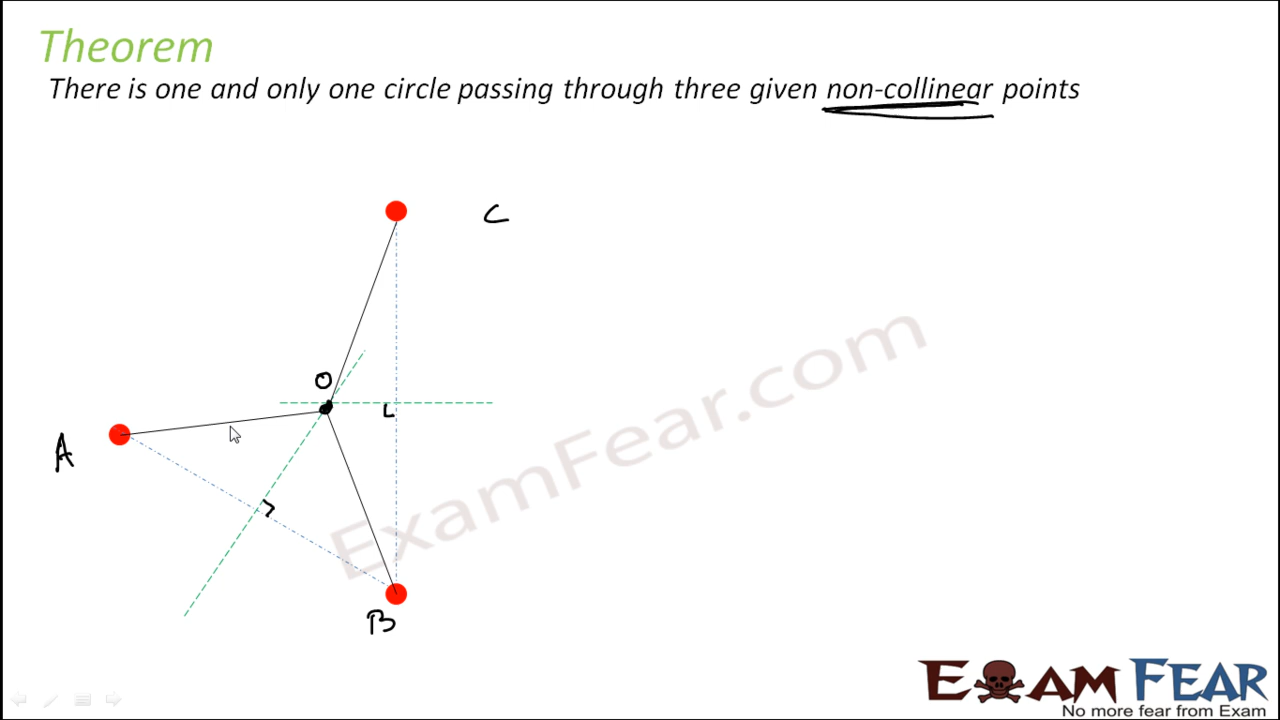 Theorem
There is one and only one circle passing through three given non-collinear points
C
O
L
A
B
ExamFear.com
EXAM FEAR
No more fear from Exam